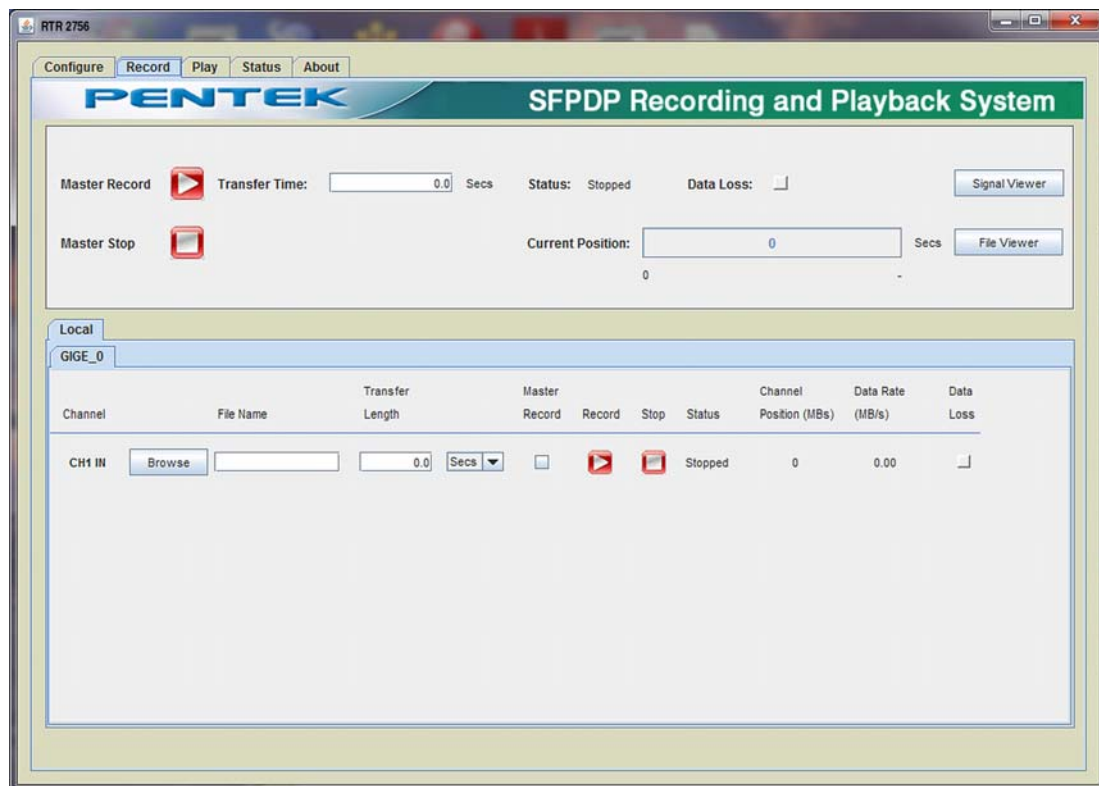 RTR 2756
Configure Record Play Status About
PENTEK SFPDP Recording and Playback System
Master Record Transfer Time: 0.0 Secs Status: Stopped Data Loss: Signal Viewer
Master Stop Current Position: 0 Secs File Viewer
0 -
Local
GIGE_0
Transfer Master Channel Data Rate Data
Channel File Name Length Record Record Stop Status Position (MBs) (MB/s) Loss
CH1 IN Browse 0.0 Secs Stopped 0 0.00